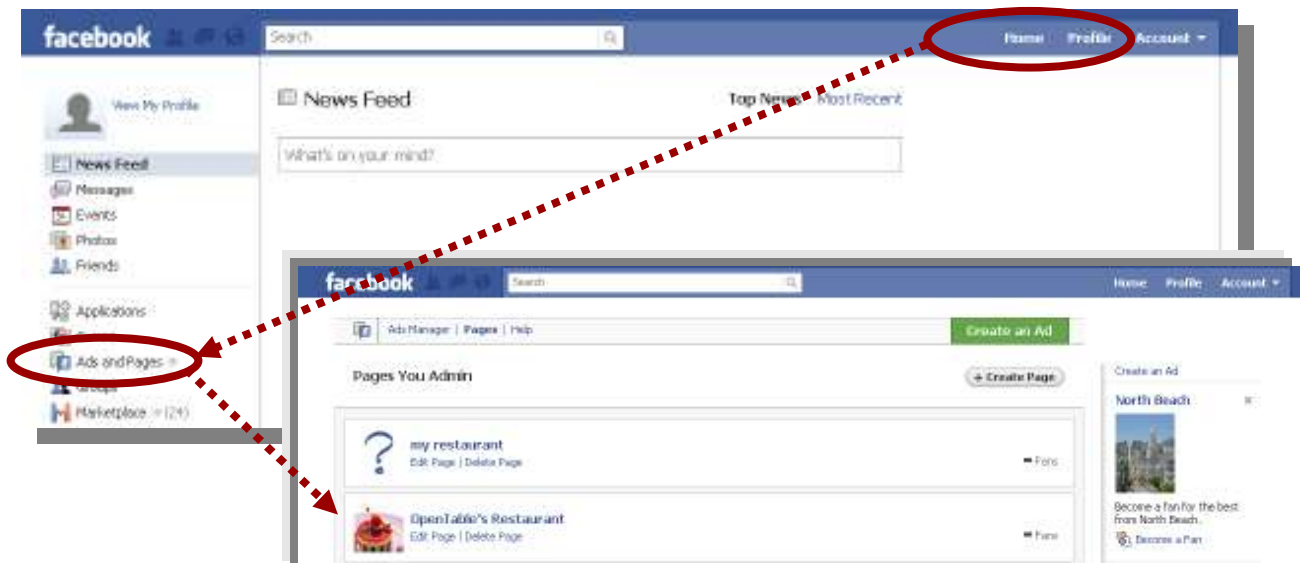 facebook
Search
Home Profile Account
View My Profile
News Feed
Top News Most Recent
What's on your mind?
News Feed
Messages
Events
Photos
Friends
Applications
Ads and Pages
Groups
Marketplace (24)
facebook
Search
Home Profile Account
Ads Manager | Pages | Help
Create an Ad
Pages You Admin
+ Create Page
my restaurant
Edit Page | Delete Page
Fans
OpenTable's Restaurant
Edit Page | Delete Page
Fans
Create an Ad
North Beach
Become a fan for the best
from North Beach.
Become a Fan